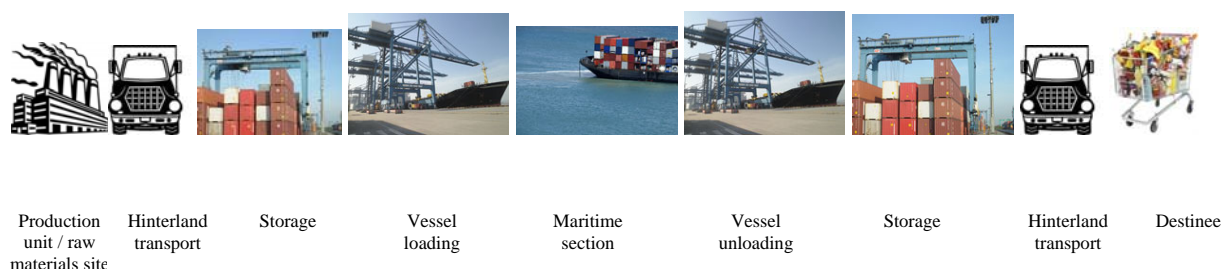 Production
unit / raw
materials site
Hinterland
transport
Storage
Vessel
loading
Maritime
section
Vessel
unloading
Storage
Hinterland
transport
Destinee